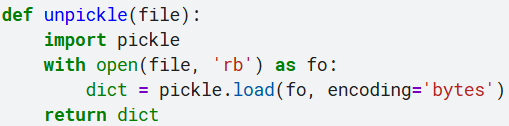 def unpickle(file):
    import pickle
    with open(file, 'rb') as fo:
        dict = pickle.load(fo, encoding='bytes')
    return dict